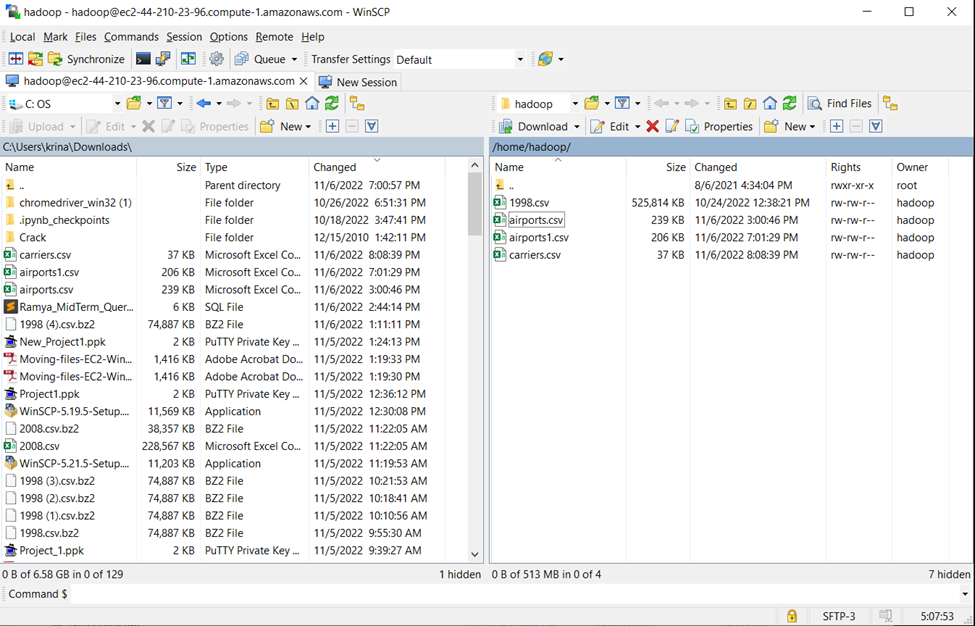 hadoop - hadoop@ec2-44-210-23-96.compute-1.amazonaws.com - WinSCP
Local Mark Files Commands Session Options Remote Help
Synchronize Queue Transfer Settings Default
hadoop@ec2-44-210-23-96.compute-1.amazonaws.com New Session
C: OS hadoop Find Files
Upload Edit Properties New Download Edit Properties New
C:\Users\krina\Downloads\ /home/hadoop/
Name Size Type Changed Name Size Changed Rights Owner
.. Parent directory 11/6/2022 7:00:57 PM .. 8/6/2021 4:34:04 PM rwxr-xr-x root
chromedriver_win32 (1) File folder 10/26/2022 6:51:31 PM 1998.csv 525,814 KB 10/24/2022 12:38:21 PM rw-rw-r-- hadoop
.ipynb_checkpoints File folder 10/18/2022 3:47:41 PM airports.csv 239 KB 11/6/2022 3:00:46 PM rw-rw-r-- hadoop
Crack File folder 12/15/2010 1:42:11 PM airports1.csv 206 KB 11/6/2022 7:01:29 PM rw-rw-r-- hadoop
carriers.csv 37 KB Microsoft Excel Co... 11/6/2022 8:08:39 PM carriers.csv 37 KB 11/6/2022 8:08:39 PM rw-rw-r-- hadoop
airports1.csv 206 KB Microsoft Excel Co... 11/6/2022 7:01:29 PM
airports.csv 239 KB Microsoft Excel Co... 11/6/2022 3:00:46 PM
Ramya_MidTerm_Quer... 6 KB SQL File 11/6/2022 2:44:14 PM
1998 (4).csv.bz2 74,887 KB BZ2 File 11/6/2022 1:11:11 PM
New_Project1.ppk 2 KB PuTTY Private Key ... 11/5/2022 1:24:13 PM
Moving-files-EC2-Win... 1,416 KB Adobe Acrobat Do... 11/5/2022 1:19:33 PM
Moving-files-EC2-Win... 1,416 KB Adobe Acrobat Do... 11/5/2022 1:19:30 PM
Project1.ppk 2 KB PuTTY Private Key ... 11/5/2022 12:36:12 PM
WinSCP-5.19.5-Setup.... 11,569 KB Application 11/5/2022 12:30:08 PM
2008.csv.bz2 38,357 KB BZ2 File 11/5/2022 11:22:05 AM
2008.csv 228,567 KB Microsoft Excel Co... 11/5/2022 11:22:05 AM
WinSCP-5.21.5-Setup.... 11,203 KB Application 11/5/2022 11:19:53 AM
1998 (3).csv.bz2 74,887 KB BZ2 File 11/5/2022 10:21:53 AM
1998 (2).csv.bz2 74,887 KB BZ2 File 11/5/2022 10:18:41 AM
1998 (1).csv.bz2 74,887 KB BZ2 File 11/5/2022 10:10:56 AM
1998.csv.bz2 74,887 KB BZ2 File 11/5/2022 9:55:30 AM
Project_1.ppk 2 KB PuTTY Private Key ... 11/5/2022 9:39:27 AM
0 B of 6.58 GB in 0 of 129 1 hidden 0 B of 513 MB in 0 of 4 7 hidden
Command $
SFTP-3 5:07:53